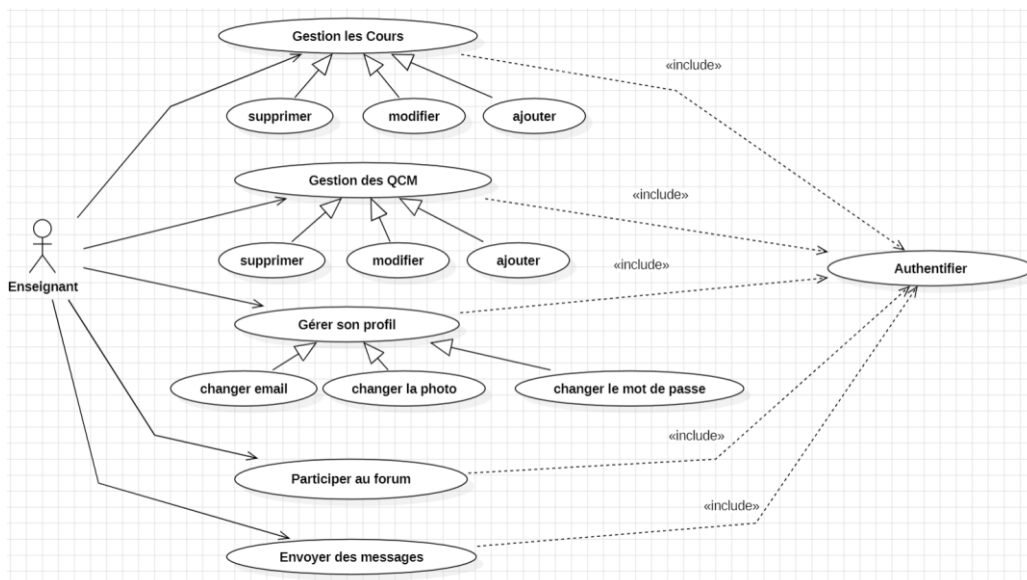 Gestion les Cours
«include»
supprimer
modifier
ajouter
Gestion des QCM
«include»
supprimer
modifier
ajouter
«include»
Authentifier
Enseignant
Gérer son profil
changer email
changer la photo
changer le mot de passe
«include»
Participer au forum
«include»
Envoyer des messages